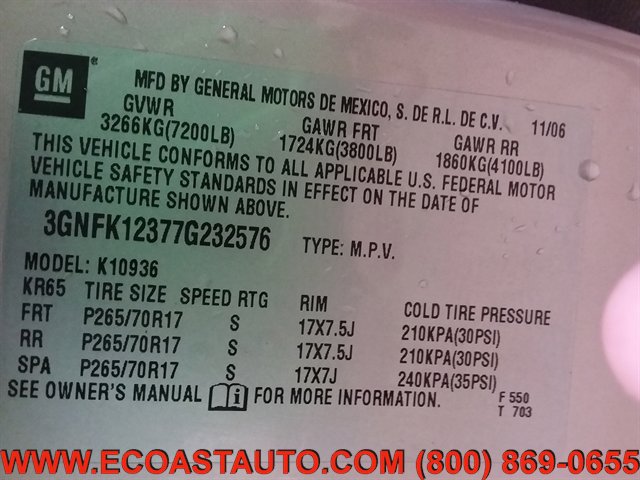 GM ®
MFD BY GENERAL MOTORS DE MEXICO, S. DE R.L. DE C.V. 11/06
GVWR GAWR FRT GAWR RR
3266KG(7200LB) 1724KG(3800LB) 1860KG(4100LB)
THIS VEHICLE CONFORMS TO ALL APPLICABLE U.S. FEDERAL MOTOR
VEHICLE SAFETY STANDARDS IN EFFECT ON THE DATE OF
MANUFACTURE SHOWN ABOVE.
3GNFK12377G232576 TYPE: M.P.V.
MODEL: K10936
KR65 TIRE SIZE SPEED RTG RIM COLD TIRE PRESSURE
FRT P265/70R17 S 17X7.5J 210KPA(30PSI)
RR P265/70R17 S 17X7.5J 210KPA(30PSI)
SPA P265/70R17 S 17X7J 240KPA(35PSI)
SEE OWNER'S MANUAL i FOR MORE INFORMATION. F 550
T 703
WWW.ECOASTAUTO.COM (800) 869-0655